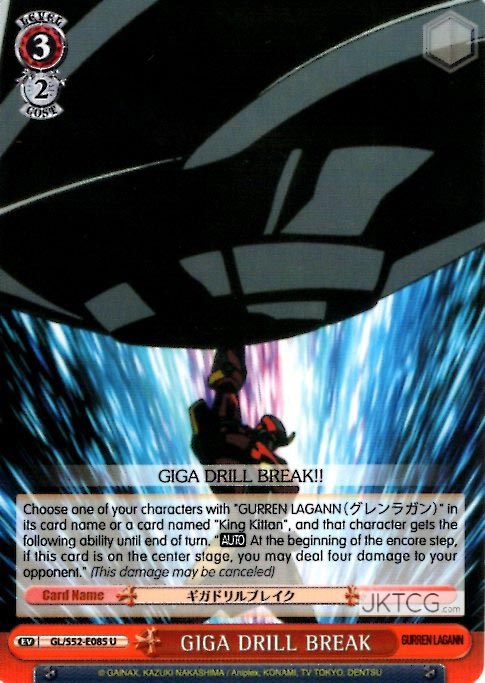 LEVEL
3
2
COST
GIGA DRILL BREAK!!
Choose one of your characters with "GURREN LAGANN(グレンラガン)" in
its card name or a card named "King Kittan", and that character gets the
following ability until end of turn. "AUTO At the beginning of the encore step,
if this card is on the center stage, you may deal four damage to your
opponent." (This damage may be canceled)
Card Name ギガドリルブレイク
JKTCG.com
EV GL/S52-E085 U GIGA DRILL BREAK GURREN LAGANN
© GAINAX, KAZUKI NAKASHIMA / Aniplex, KONAMI, TV TOKYO, DENTSU